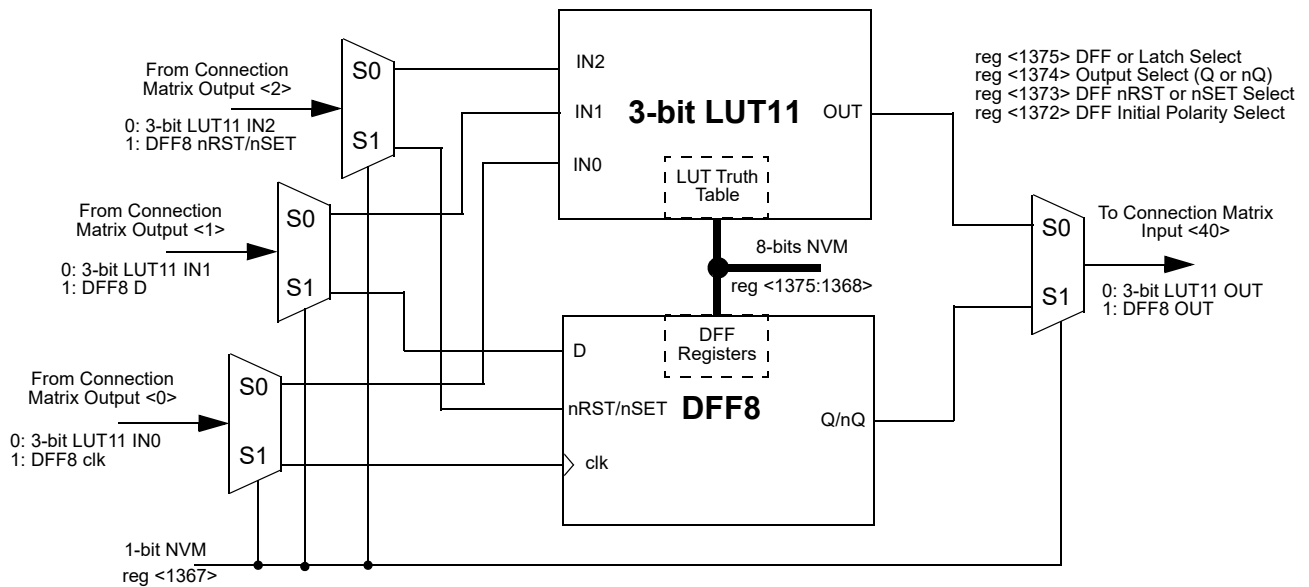 From Connection
Matrix Output <2>
0: 3-bit LUT11 IN2
1: DFF8 nRST/nSET
S0
S1
From Connection
Matrix Output <1>
0: 3-bit LUT11 IN1
1: DFF8 D
S0
S1
From Connection
Matrix Output <0>
0: 3-bit LUT11 IN0
1: DFF8 clk
S0
S1
1-bit NVM
reg <1367>
IN2
IN1
IN0
3-bit LUT11
OUT
LUT Truth
Table
8-bits NVM
reg <1375:1368>
DFF
Registers
D
nRST/nSET
clk
DFF8
Q/nQ
reg <1375> DFF or Latch Select
reg <1374> Output Select (Q or nQ)
reg <1373> DFF nRST or nSET Select
reg <1372> DFF Initial Polarity Select
S0
S1
To Connection Matrix
Input <40>
0: 3-bit LUT11 OUT
1: DFF8 OUT